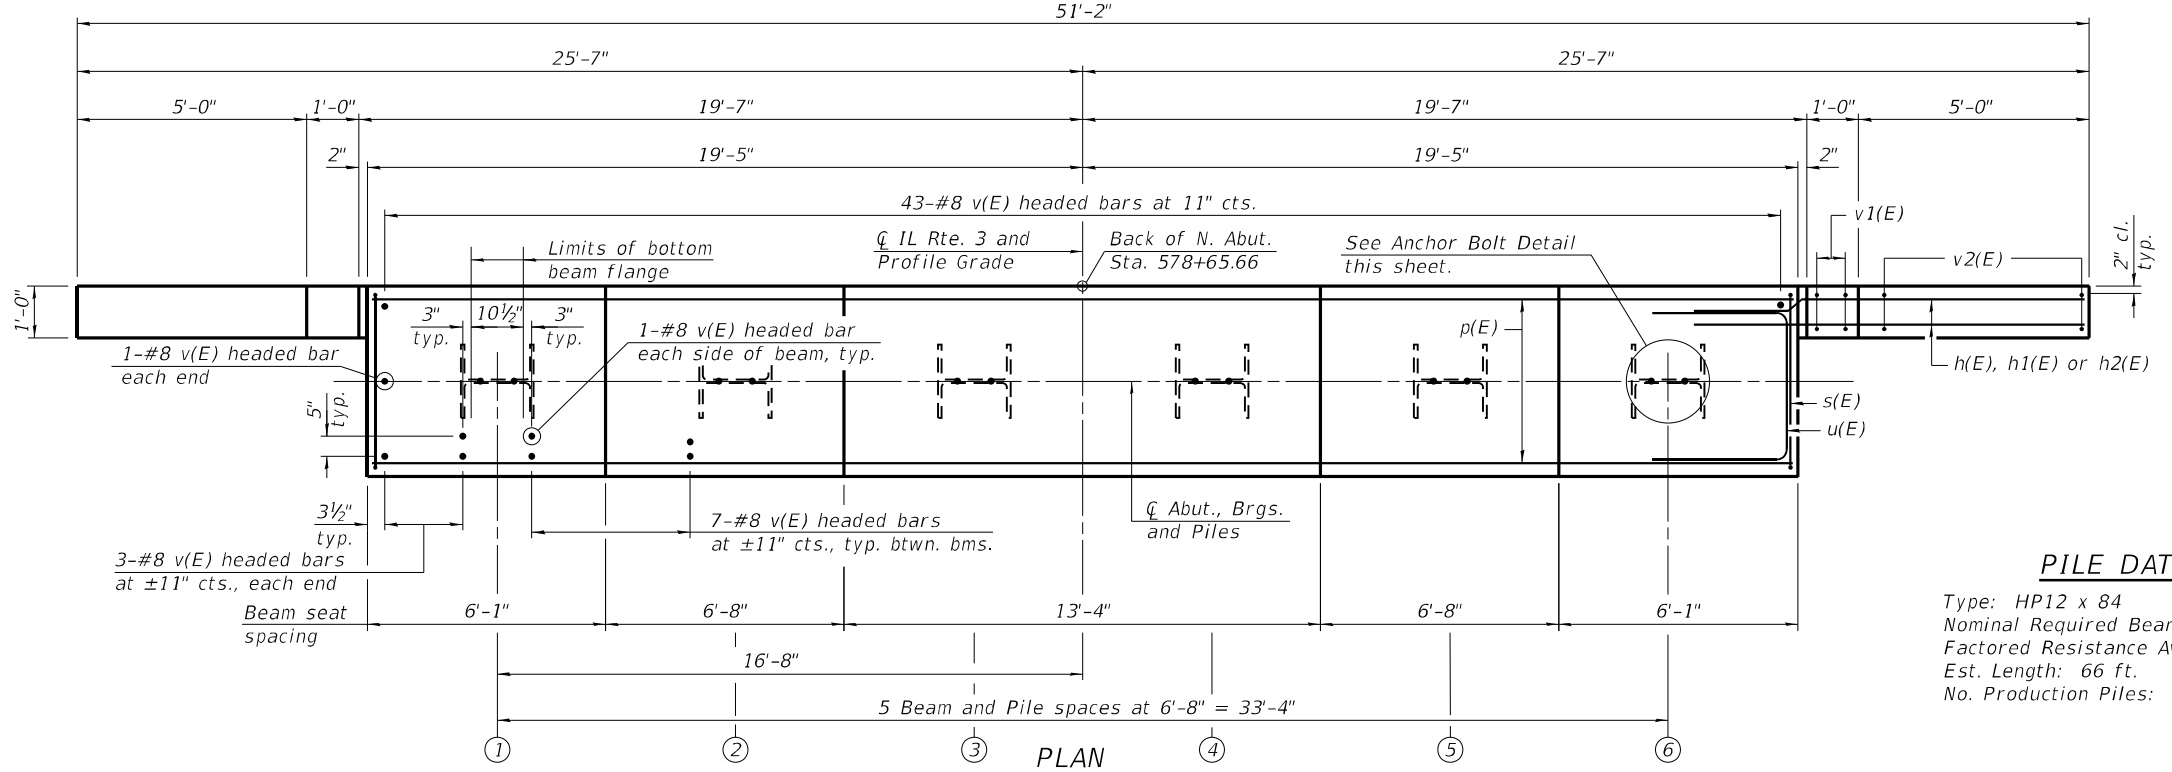 51'-2"
25'-7" 25'-7"
5'-0" 1'-0" 19'-7" 19'-7" 1'-0" 5'-0"
2" 19'-5" 19'-5" 2"
43-#8 v(E) headed bars at 11" cts.
v1(E)
Limits of bottom
beam flange
℄ IL Rte. 3 and
Profile Grade
Back of N. Abut.
Sta. 578+65.66
See Anchor Bolt Detail
this sheet.
v2(E)
2" cl.
typ.
1'-0"
3"
typ.
10½"
3"
typ.
1-#8 v(E) headed bar
each side of beam, typ.
p(E)
1-#8 v(E) headed bar
each end
h(E), h1(E) or h2(E)
5"
typ.
s(E)
u(E)
3½"
typ.
7-#8 v(E) headed bars
at ±11" cts., typ. btwn. bms.
℄ Abut., Brgs.
and Piles
3-#8 v(E) headed bars
at ±11" cts., each end
Beam seat
spacing
6'-1" 6'-8" 13'-4" 6'-8" 6'-1"
16'-8"
5 Beam and Pile spaces at 6'-8" = 33'-4"
1 2 3 4 5 6
PLAN
PILE DAT
Type: HP12 x 84
Nominal Required Bear
Factored Resistance A
Est. Length: 66 ft.
No. Production Piles: